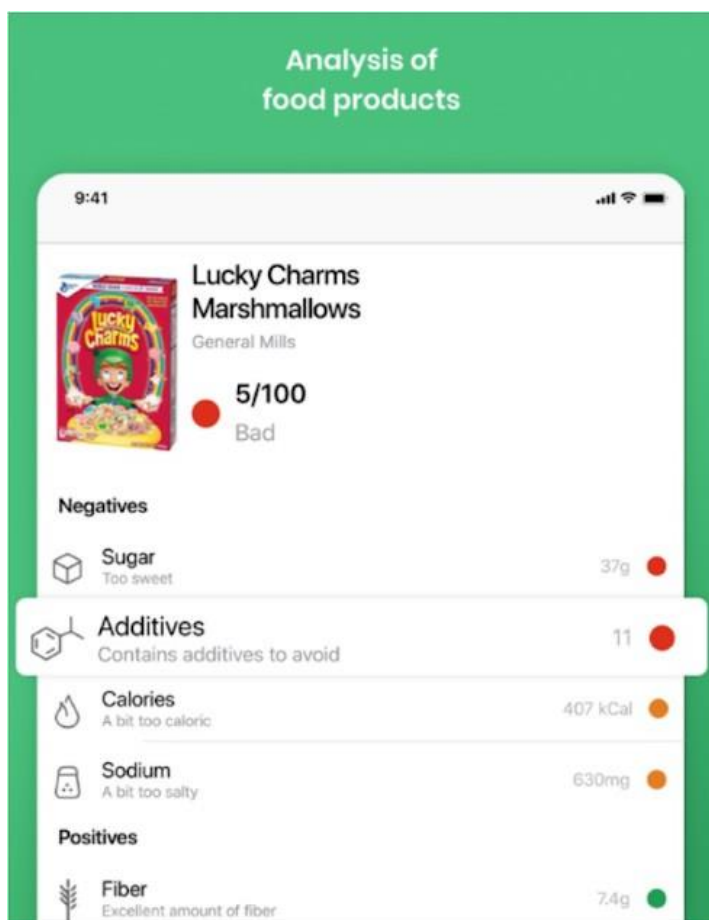 Analysis of
food products
9:41
Lucky Charms
Marshmallows
General Mills
Lucky
Charms
5/100
Bad
Negatives
Sugar
37g
Too sweet
Additives
11
Contains additives to avoid
Calories
407 kCal
A bit too caloric
Sodium
630mg
A bit too salty
Positives
Fiber
7.4g
Excellent amount of fiber